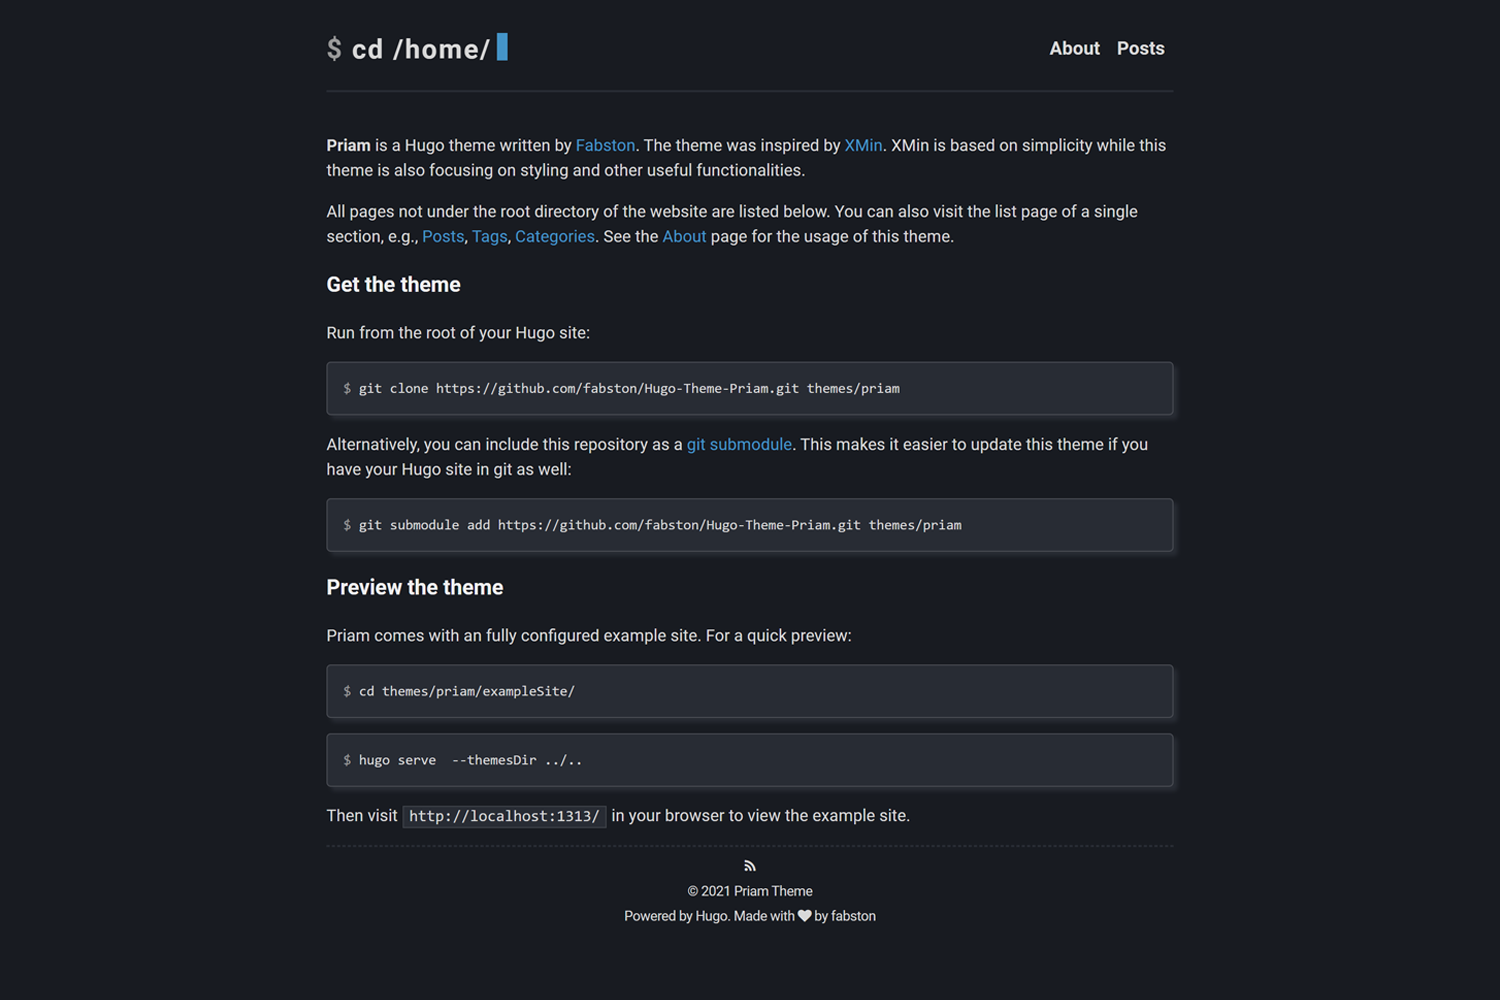 $ cd /home/
About Posts
Priam is a Hugo theme written by Fabston. The theme was inspired by XMin. XMin is based on simplicity while this
theme is also focusing on styling and other useful functionalities.
All pages not under the root directory of the website are listed below. You can also visit the list page of a single
section, e.g., Posts, Tags, Categories. See the About page for the usage of this theme.
Get the theme
Run from the root of your Hugo site:
$ git clone https://github.com/fabston/Hugo-Theme-Priam.git themes/priam
Alternatively, you can include this repository as a git submodule. This makes it easier to update this theme if you
have your Hugo site in git as well:
$ git submodule add https://github.com/fabston/Hugo-Theme-Priam.git themes/priam
Preview the theme
Priam comes with an fully configured example site. For a quick preview:
$ cd themes/priam/exampleSite/
$ hugo serve  --themesDir ../..
Then visit http://localhost:1313/ in your browser to view the example site.
© 2021 Priam Theme
Powered by Hugo. Made with ♥ by fabston